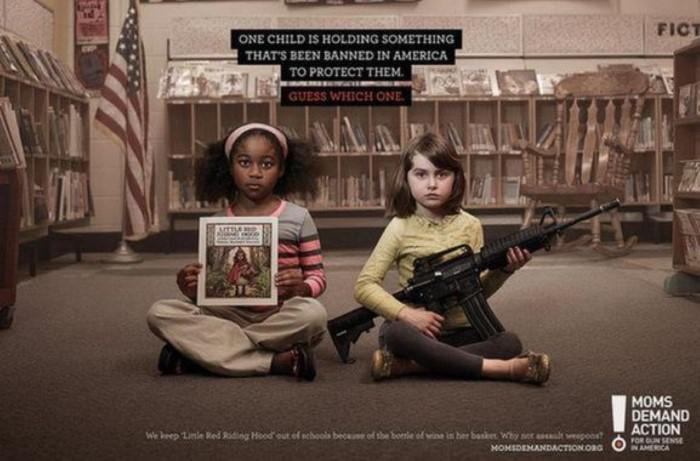 ONE CHILD IS HOLDING SOMETHING
THAT'S BEEN BANNED IN AMERICA
TO PROTECT THEM.
GUESS WHICH ONE.
FICT
LITTLE RED
RIDING HOOD
We keep 'Little Red Riding Hood' out of schools because of the bottle of wine in her basket. Why not assault weapons?
MOMSDEMANDACTION.ORG
MOMS
DEMAND
ACTION
FOR GUN SENSE
IN AMERICA